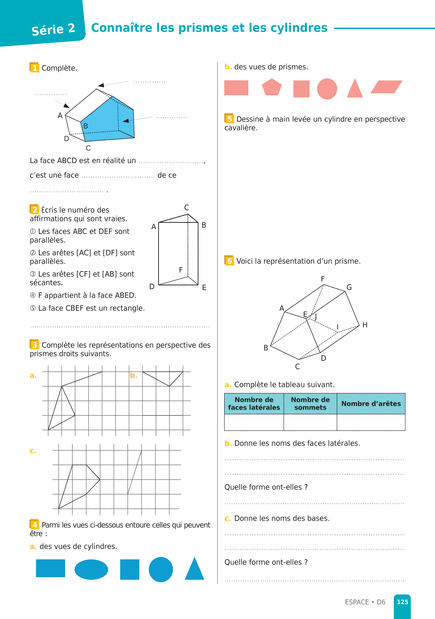 Série 2
Connaître les prismes et les cylindres
1 Complète.
A
B
D
C
La face ABCD est en réalité un ............................,
c'est une face ................................ de ce
................................ .
2 Écris le numéro des
affirmations qui sont vraies.
① Les faces ABC et DEF sont
parallèles.
② Les arêtes [AC] et [DF] sont
parallèles.
③ Les arêtes [CF] et [AB] sont
sécantes.
④ F appartient à la face ABED.
⑤ La face CBEF est un rectangle.
C
A
B
F
D
E
3 Complète les représentations en perspective des
prismes droits suivants.
a.
b.
c.
4 Parmi les vues ci-dessous entoure celles qui peuvent
être :
a. des vues de cylindres.
b. des vues de prismes.
5 Dessine à main levée un cylindre en perspective
cavalière.
6 Voici la représentation d'un prisme.
F
G
A
E
J
I
H
B
D
C
a. Complète le tableau suivant.
Nombre de faces latérales
Nombre de sommets
Nombre d'arêtes
b. Donne les noms des faces latérales.
Quelle forme ont-elles ?
c. Donne les noms des bases.
Quelle forme ont-elles ?
ESPACE • D6
125